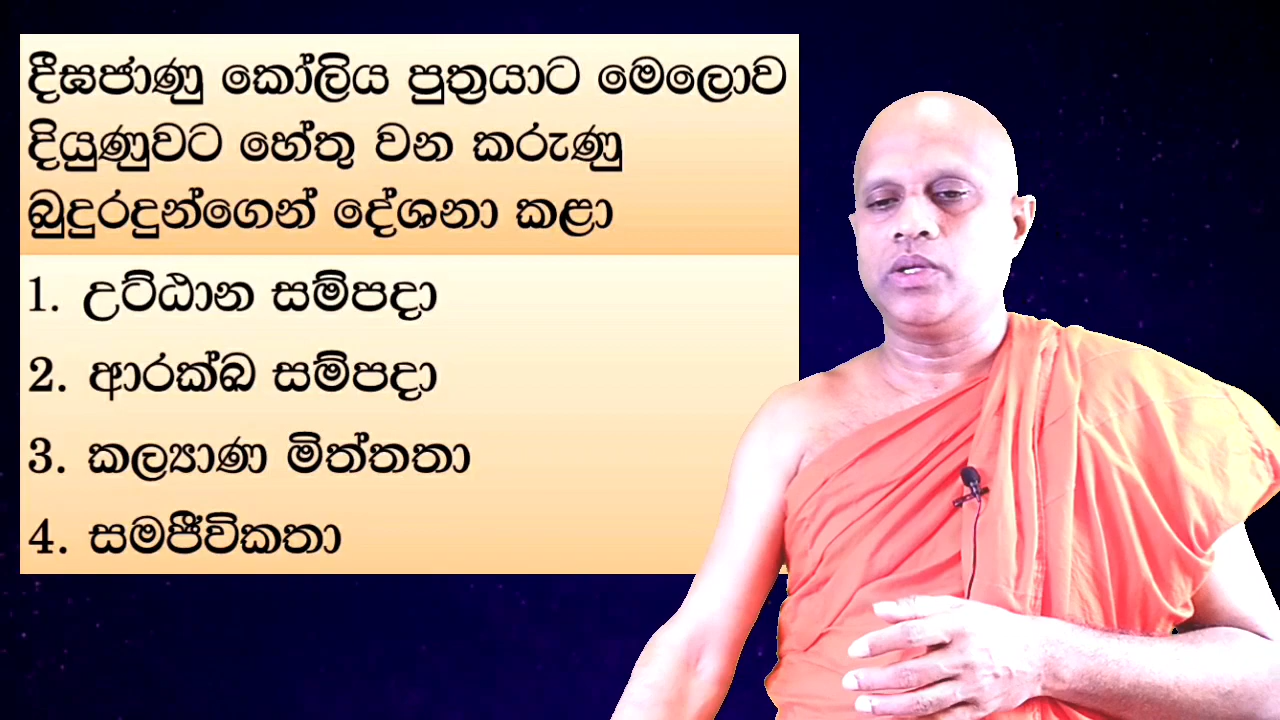 දීඝජාණු කෝලිය පුත්‍රයාට මෙලොව
දියුණුවට හේතු වන කරුණු
බුදුරදුන්ගෙන් දේශනා කළා
1. උට්ඨාන සම්පදා
2. ආරක්ඛ සම්පදා
3. කල්‍යාණ මිත්තතා
4. සමජීවිකතා